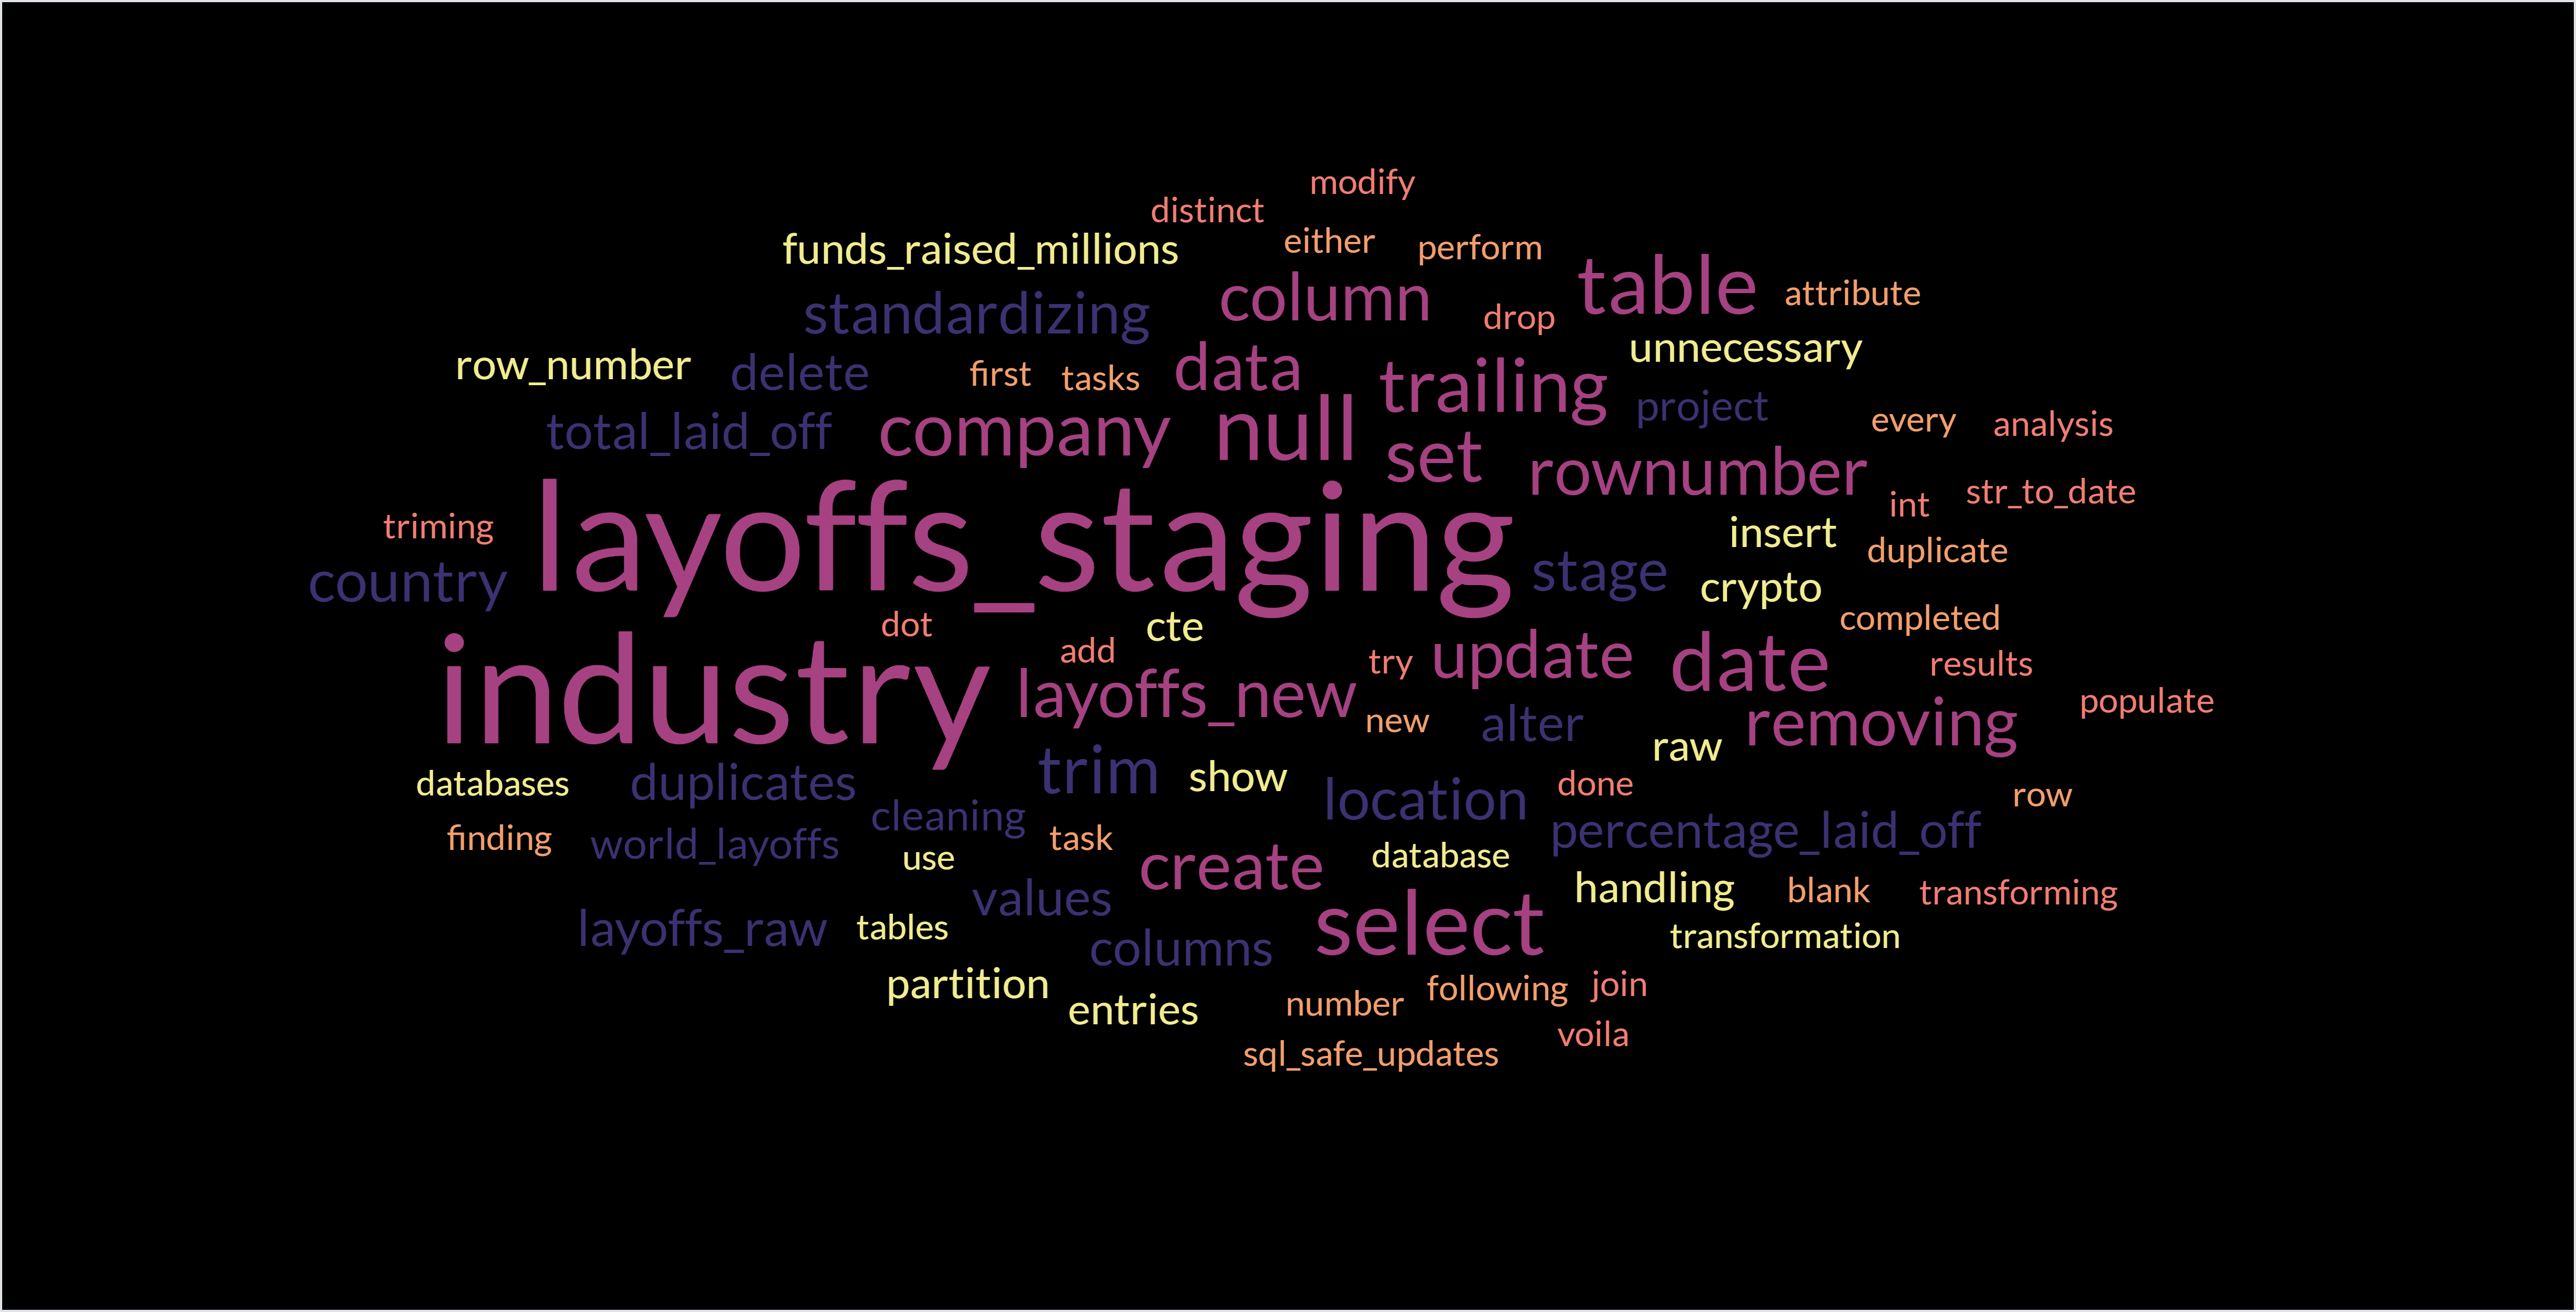 modify
distinct
either
perform
funds_raised_millions
column
table
attribute
standardizing
drop
unnecessary
row_number
delete
first
tasks
data
trailing
project
total_laid_off
company
null
set
every
analysis
rownumber
triming
layoffs_staging
int
str_to_date
insert
duplicate
country
stage
crypto
dot
cte
completed
industry
add
try
update
date
results
layoffs_new
new
alter
removing
populate
raw
databases
duplicates
trim
show
location
done
row
finding
world_layoffs
cleaning
task
percentage_laid_off
use
create
database
layoffs_raw
tables
values
select
handling
blank
transforming
columns
transformation
partition
entries
number
following
join
sql_safe_updates
voila